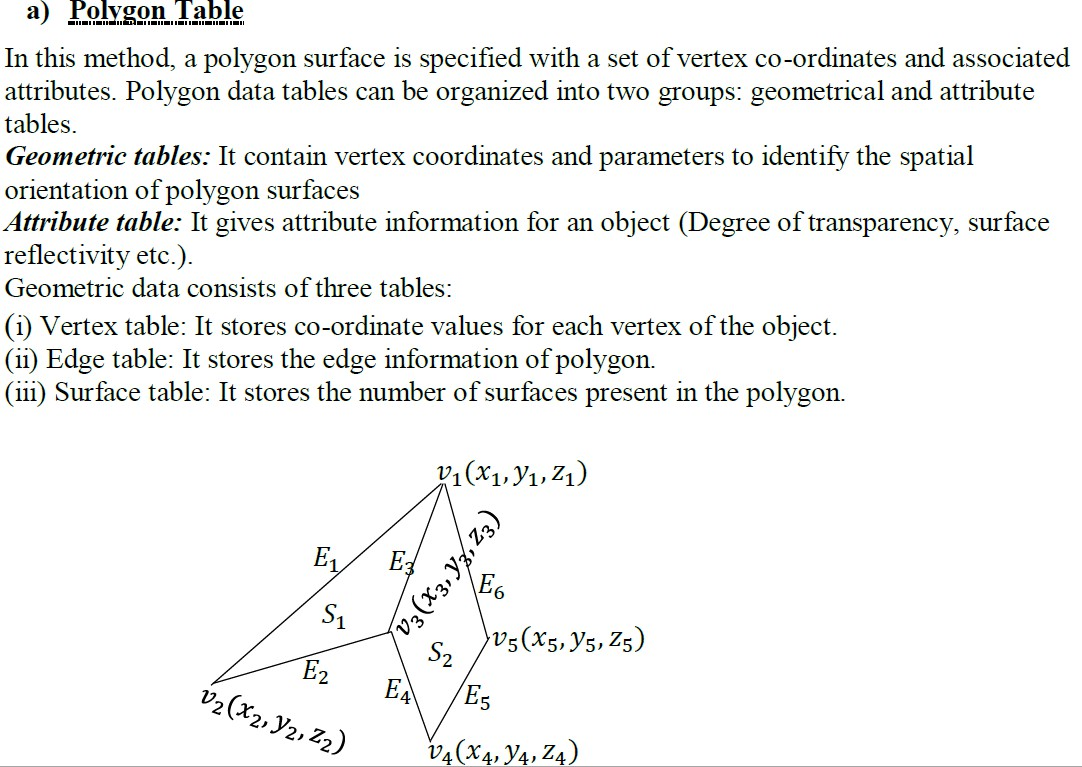 a) Polygon Table
In this method, a polygon surface is specified with a set of vertex co-ordinates and associated
attributes. Polygon data tables can be organized into two groups: geometrical and attribute
tables.
Geometric tables: It contain vertex coordinates and parameters to identify the spatial
orientation of polygon surfaces
Attribute table: It gives attribute information for an object (Degree of transparency, surface
reflectivity etc.).
Geometric data consists of three tables:
(i) Vertex table: It stores co-ordinate values for each vertex of the object.
(ii) Edge table: It stores the edge information of polygon.
(iii) Surface table: It stores the number of surfaces present in the polygon.
v₁(x₁, y₁, z₁)
E₁
E₃
v₃(x₃, y₃, z₃)
E₆
S₁
S₂
v₅(x₅, y₅, z₅)
E₂
E₄
E₅
v₂(x₂, y₂, z₂)
v₄(x₄, y₄, z₄)